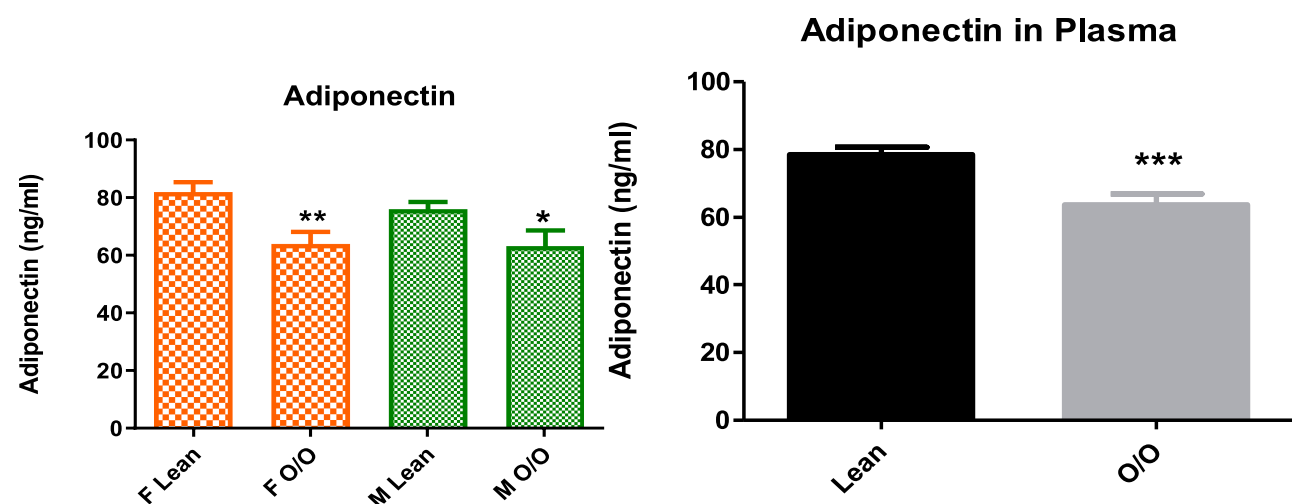 Adiponectin
Adiponectin (ng/ml)
100
80
60
40
20
0
**
*
F Lean
F O/O
M Lean
M O/O
Adiponectin in Plasma
Adiponectin (ng/ml)
100
80
60
40
20
0
***
Lean
O/O